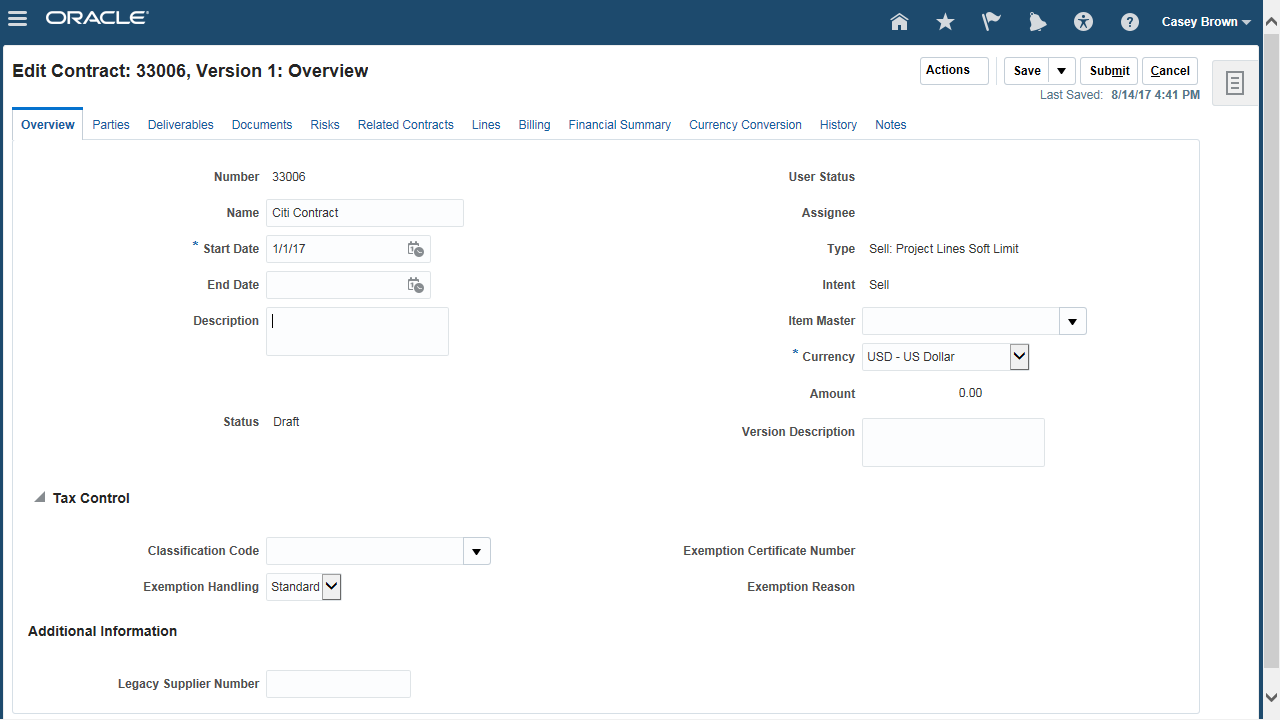 ORACLE
Casey Brown
Edit Contract: 33006, Version 1: Overview
Actions
Save
Submit
Cancel
Last Saved: 8/14/17 4:41 PM
Overview Parties Deliverables Documents Risks Related Contracts Lines Billing Financial Summary Currency Conversion History Notes
Number 33006
User Status
Name Citi Contract
Assignee
* Start Date 1/1/17
Type Sell: Project Lines Soft Limit
End Date
Intent Sell
Description
Item Master
* Currency USD - US Dollar
Amount 0.00
Status Draft
Version Description
Tax Control
Classification Code
Exemption Certificate Number
Exemption Handling Standard
Exemption Reason
Additional Information
Legacy Supplier Number